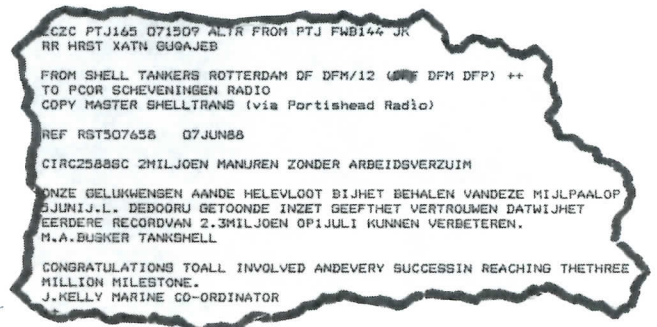 ZCZC PTJ165 071509 ALTR FROM PTJ FWB144 JK
RR HRST XATN GUGAJEB
FROM SHELL TANKERS ROTTERDAM DF DFM/12 ( DFM DFP) ++
TO PCOR SCHEVENINGEN RADIO
COPY MASTER SHELLTRANS (via Portishead Radio)
REF RST507658 07JUN88
CIRC2588SC 2MILJOEN MANUREN ZONDER ARBEIDSVERZUIM
ONZE GELUKWENSEN AANDE HELEVLOOT BIJHET BEHALEN VANDEZE MIJLPAALOP
5JUNIJ.L. DEDOORU GETOONDE INZET GEEFTHET VERTROUWEN DATWIJHET
EERDERE RECORDVAN 2.3MILJOEN OP1JULI KUNNEN VERBETEREN.
M.A.BUSKER TANKSHELL
CONGRATULATIONS TOALL INVOLVED ANDEVERY SUCCESSIN REACHING THETHREE
MILLION MILESTONE.
J.KELLY MARINE CO-ORDINATOR